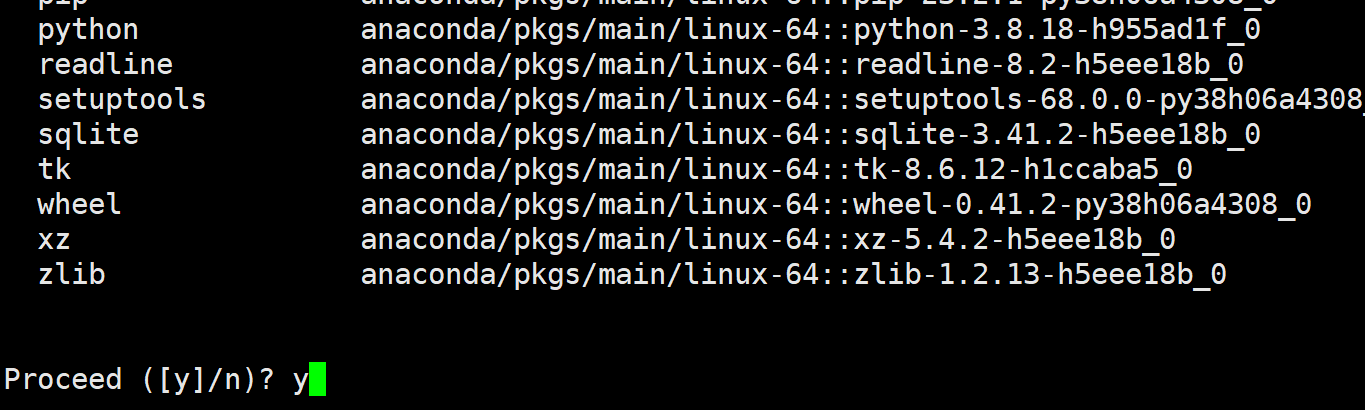 pip anaconda/pkgs/main/linux-64::pip-23.2.1-py38h06a4308_0
python anaconda/pkgs/main/linux-64::python-3.8.18-h955ad1f_0
readline anaconda/pkgs/main/linux-64::readline-8.2-h5eee18b_0
setuptools anaconda/pkgs/main/linux-64::setuptools-68.0.0-py38h06a4308_
sqlite anaconda/pkgs/main/linux-64::sqlite-3.41.2-h5eee18b_0
tk anaconda/pkgs/main/linux-64::tk-8.6.12-h1ccaba5_0
wheel anaconda/pkgs/main/linux-64::wheel-0.41.2-py38h06a4308_0
xz anaconda/pkgs/main/linux-64::xz-5.4.2-h5eee18b_0
zlib anaconda/pkgs/main/linux-64::zlib-1.2.13-h5eee18b_0
Proceed ([y]/n)? y